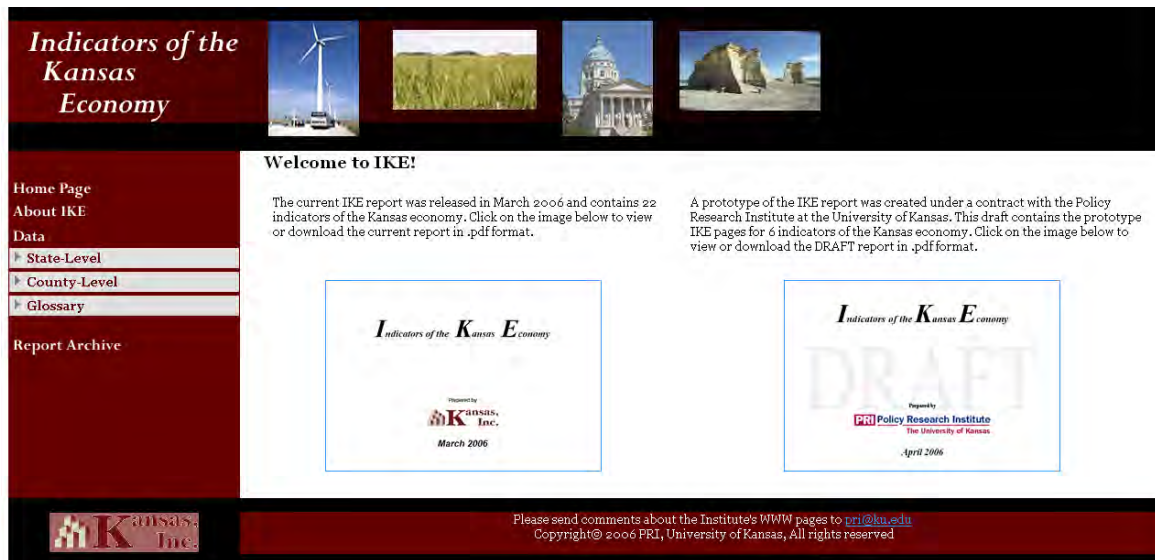 Indicators of the
Kansas
Economy
Home Page
About IKE
Data
State-Level
County-Level
Glossary
Report Archive
Welcome to IKE!
The current IKE report was released in March 2006 and contains 22
indicators of the Kansas economy. Click on the image below to view
or download the current report in .pdf format.
Indicators of the Kansas Economy
Prepared by
Kansas,
Inc.
March 2006
A prototype of the IKE report was created under a contract with the Policy
Research Institute at the University of Kansas. This draft contains the prototype
IKE pages for 6 indicators of the Kansas economy. Click on the image below to
view or download the DRAFT report in .pdf format.
Indicators of the Kansas Economy
DRAFT
Prepared by
PRI Policy Research Institute
The University of Kansas
April 2006
Kansas,
Inc.
Please send comments about the Institute's WWW pages to pri@ku.edu
Copyright© 2006 PRI, University of Kansas, All rights reserved